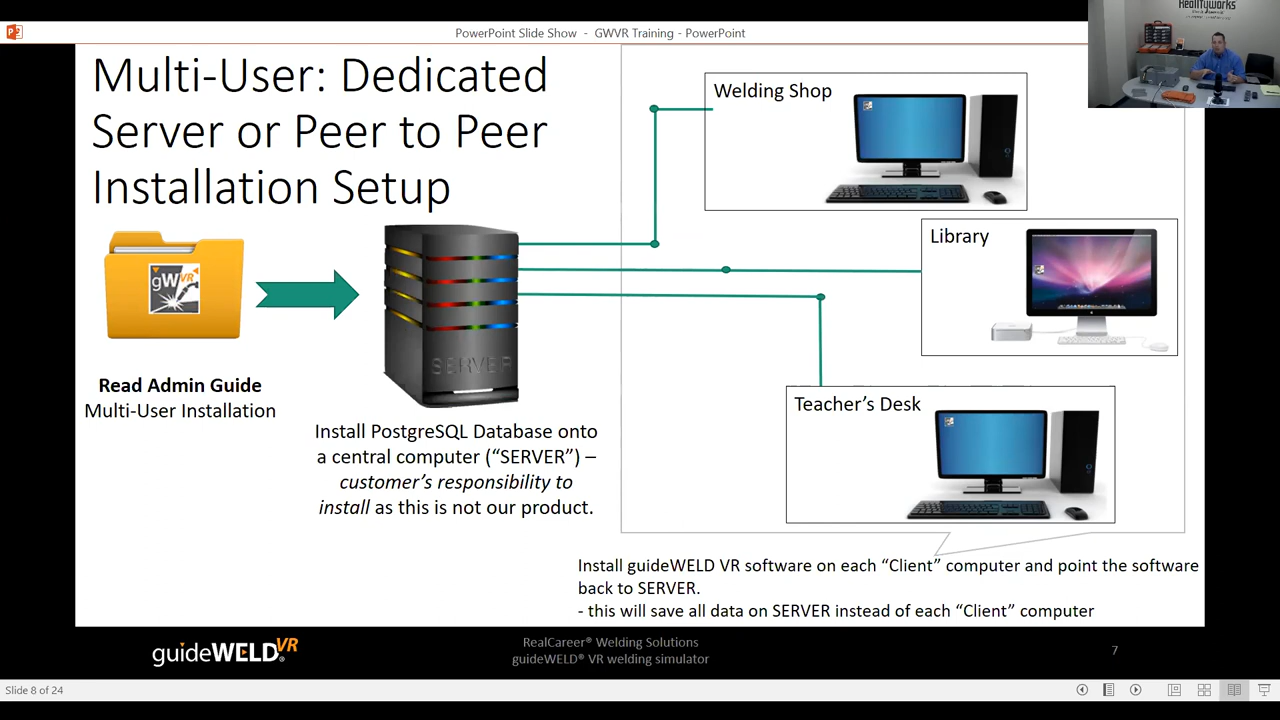 PowerPoint Slide Show - GWVR Training - PowerPoint
Realityworks
Multi-User: Dedicated
Server or Peer to Peer
Installation Setup
gWVR
Read Admin Guide
Multi-User Installation
SERVER
Install PostgreSQL Database onto
a central computer (“SERVER”) –
customer’s responsibility to
install as this is not our product.
Welding Shop
Library
Teacher’s Desk
Install guideWELD VR software on each “Client” computer and point the software
back to SERVER.
- this will save all data on SERVER instead of each “Client” computer
guideWELD VR®
RealCareer® Welding Solutions
guideWELD® VR welding simulator
7
Slide 8 of 24